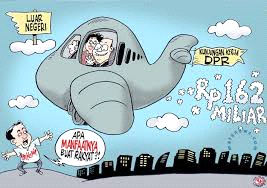 LUAR
NEGERI
KUNJUNGAN KERJA
DPR
Rp 162
MILIAR
APA
MANFAATNYA
BUAT RAKYAT?!